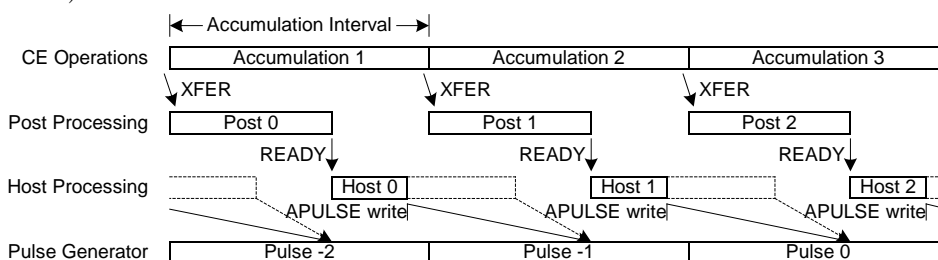 Accumulation Interval
CE Operations Accumulation 1 Accumulation 2 Accumulation 3
XFER XFER XFER
Post Processing Post 0 Post 1 Post 2
READY READY READY
Host Processing Host 0 Host 1 Host 2
APULSE write APULSE write APULSE write
Pulse Generator Pulse -2 Pulse -1 Pulse 0